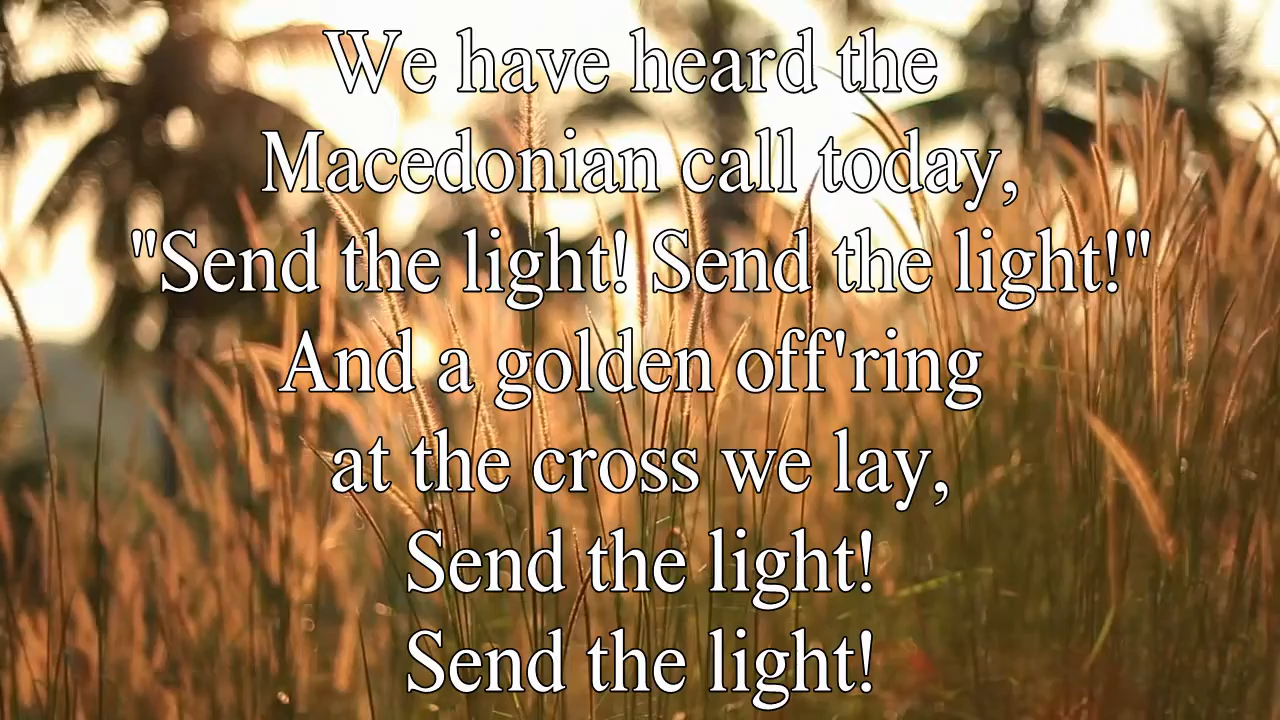 We have heard the
Macedonian call today,
"Send the light! Send the light!"
And a golden off'ring
at the cross we lay,
Send the light!
Send the light!